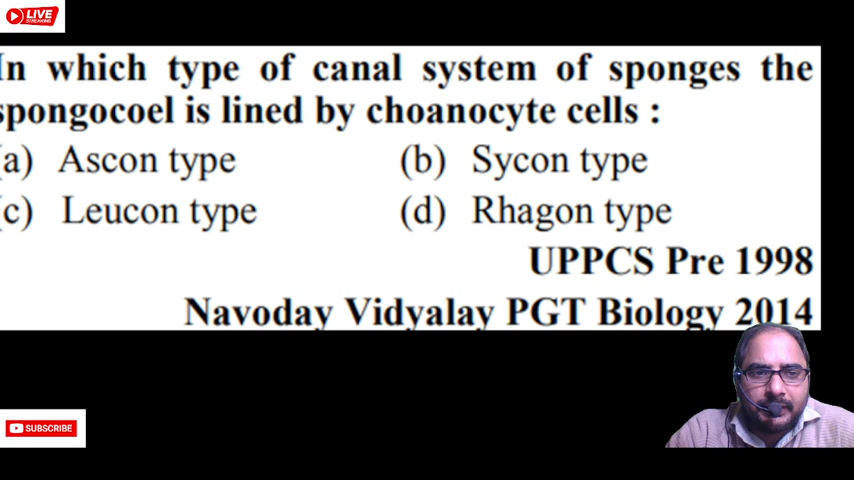 LIVE
STREAMING
In which type of canal system of sponges the
spongocoel is lined by choanocyte cells :
(a) Ascon type (b) Sycon type
(c) Leucon type (d) Rhagon type
UPPCS Pre 1998
Navoday Vidyalay PGT Biology 2014
SUBSCRIBE